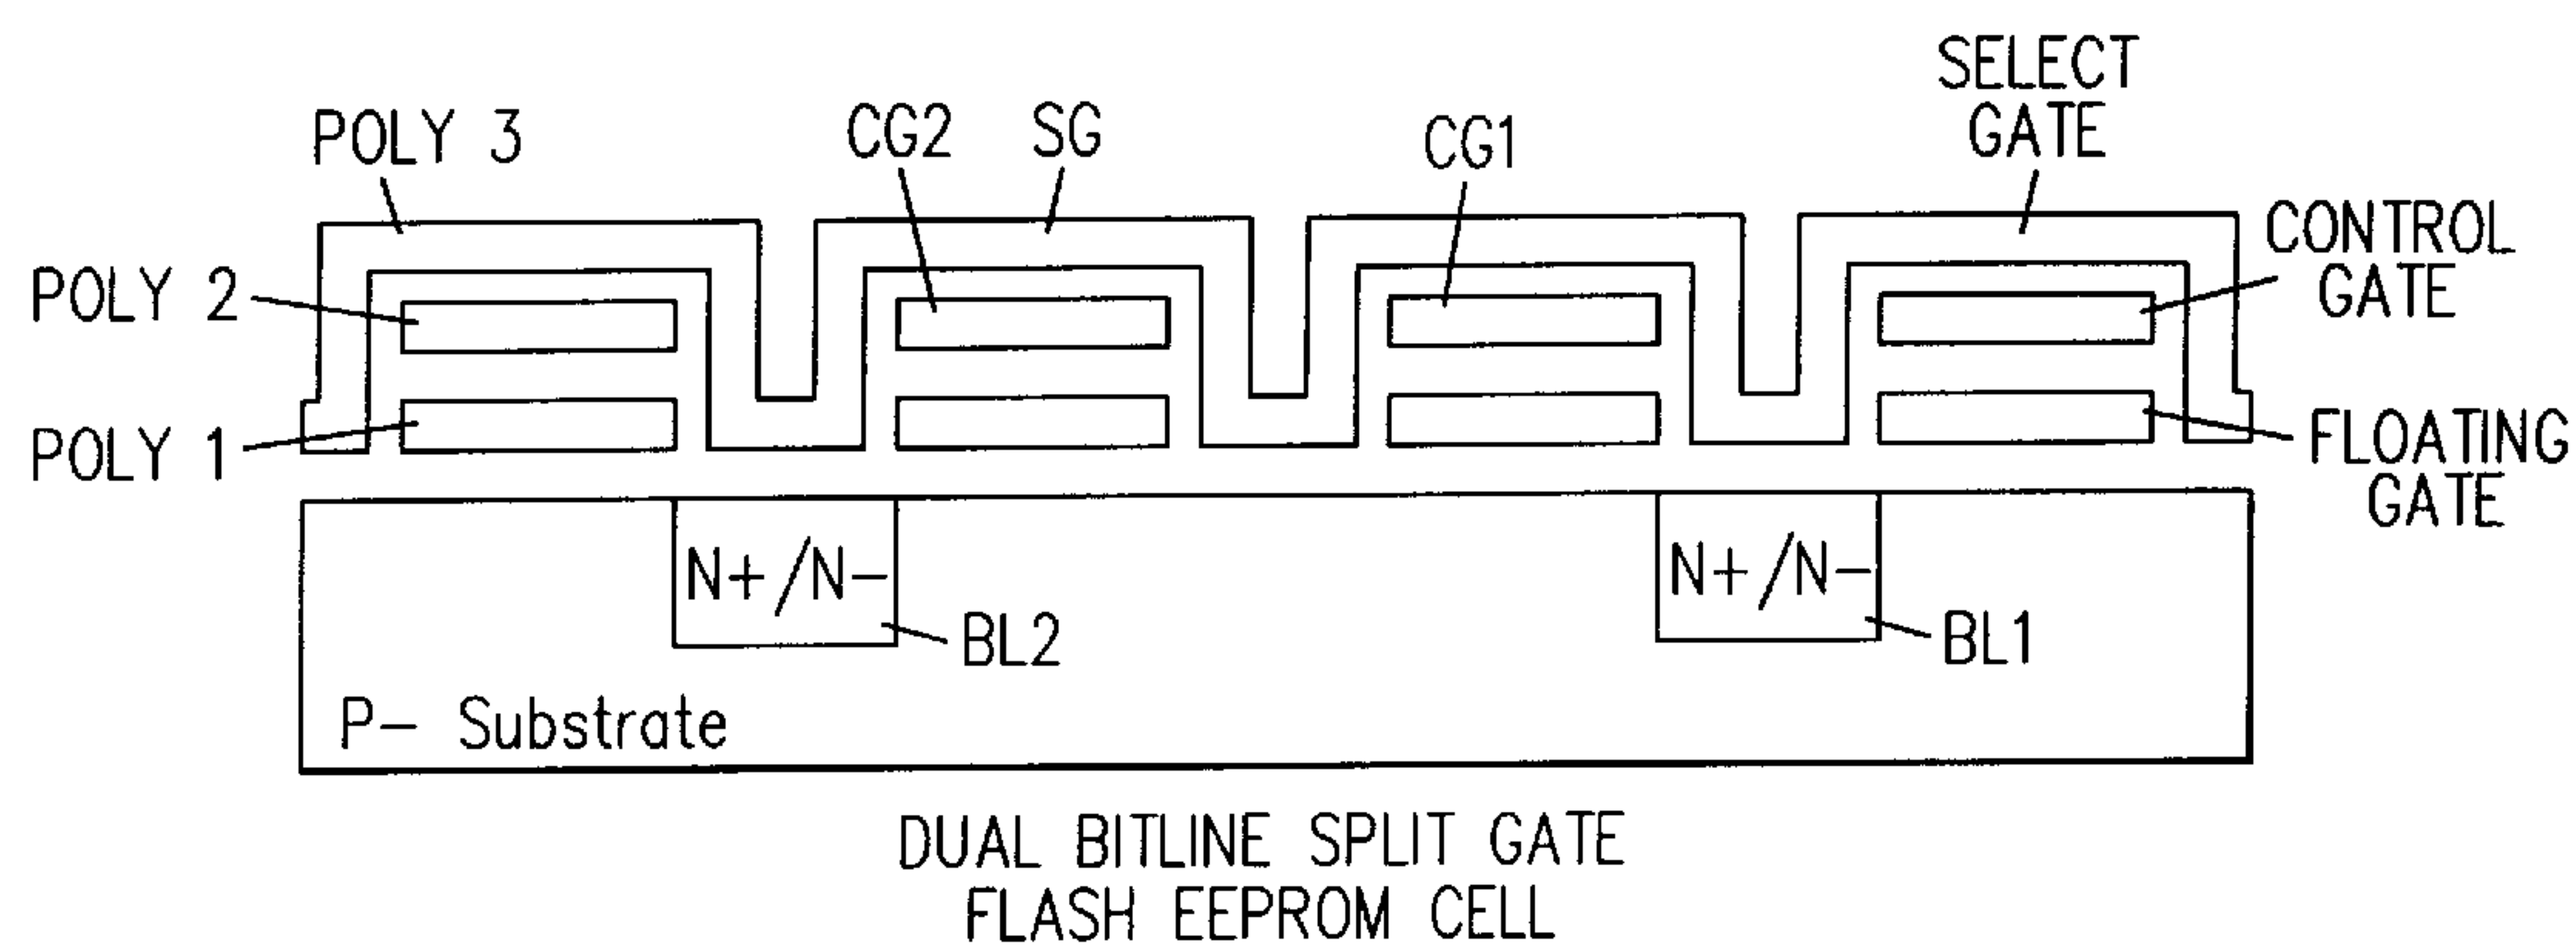 SELECT
GATE
POLY 3
CG2
SG
CG1
CONTROL
GATE
POLY 2
POLY 1
FLOATING
GATE
N+/N-
N+/N-
BL2
BL1
P- Substrate
DUAL BITLINE SPLIT GATE
FLASH EEPROM CELL